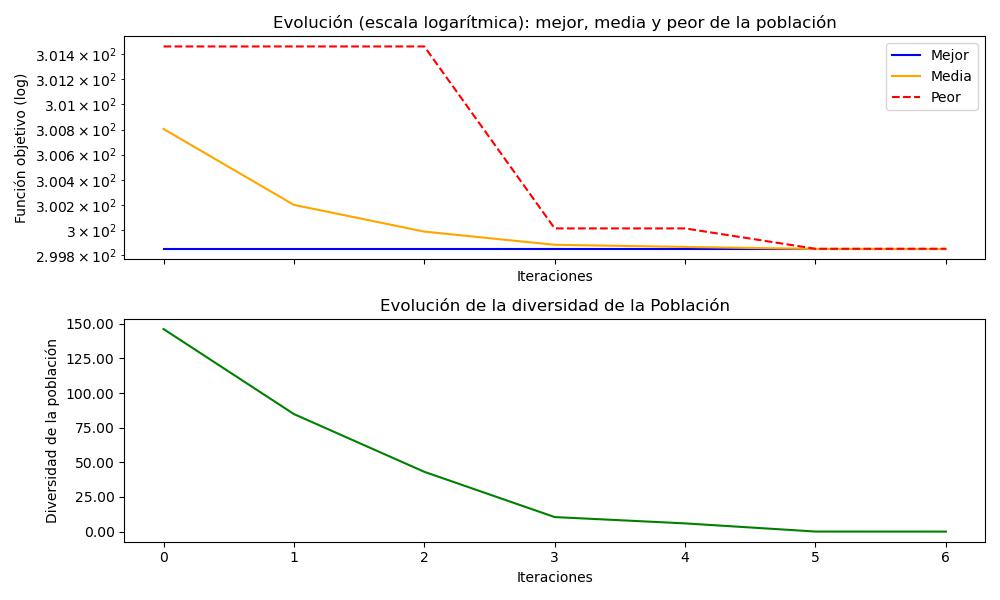 Evolución (escala logarítmica): mejor, media y peor de la población
3.014 × 10²
3.012 × 10²
3.01 × 10²
3.008 × 10²
3.006 × 10²
3.004 × 10²
3.002 × 10²
3 × 10²
2.998 × 10²
Función objetivo (log)
Mejor
Media
Peor
Iteraciones
Evolución de la diversidad de la Población
150.00
125.00
100.00
75.00
50.00
25.00
0.00
Diversidad de la población
0 1 2 3 4 5 6
Iteraciones